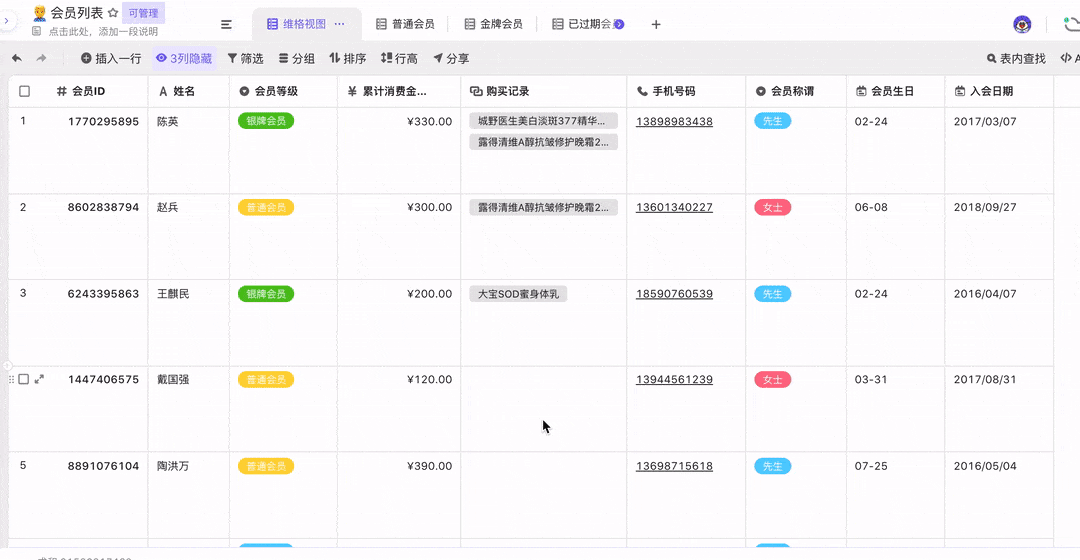 会员列表 可管理
点击此处，添加一段说明
维格视图 ··· 普通会员 金牌会员 已过期会
插入一行 3列隐藏 筛选 分组 排序 行高 分享 表内查找
会员ID 姓名 会员等级 累计消费金... 购买记录 手机号码 会员称谓 会员生日 入会日期
1 1770295895 陈英 银牌会员 ¥330.00 城野医生美白淡斑377精华... 13898983438 先生 02-24 2017/03/07
露得清维A醇抗皱修护晚霜2...
2 8602838794 赵兵 普通会员 ¥300.00 露得清维A醇抗皱修护晚霜2... 13601340227 女士 06-08 2018/09/27
3 6243395863 王麒民 银牌会员 ¥200.00 大宝SOD蜜身体乳 18590760539 先生 02-24 2016/04/07
1447406575 戴国强 普通会员 ¥120.00 13944561239 女士 03-31 2017/08/31
5 8891076104 陶洪万 普通会员 ¥390.00 13698715618 先生 07-25 2016/05/04